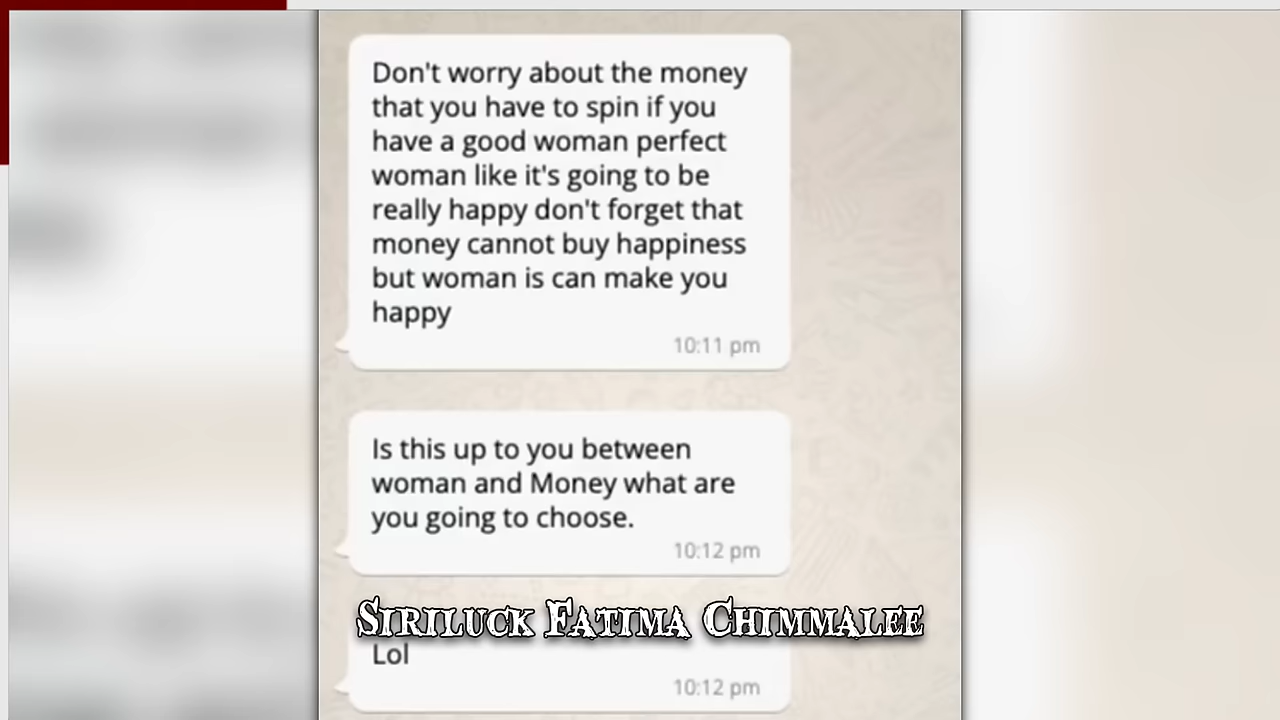 Don't worry about the money
that you have to spin if you
have a good woman perfect
woman like it's going to be
really happy don't forget that
money cannot buy happiness
but woman is can make you
happy
10:11 pm
Is this up to you between
woman and Money what are
you going to choose.
10:12 pm
Siriluck Fatima Chimmalee
Lol
10:12 pm